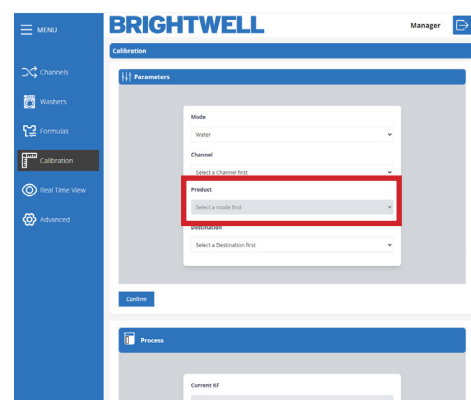 MENU
BRIGHTWELL
Manager
Calibration
Channels
Parameters
Washers
Mode
Formulas
Water
Channel
Calibration
Select a Channel first
Product
Real Time View
Select a mode first
Advanced
Destination
Select a Destination first
Confirm
Process
Current KF